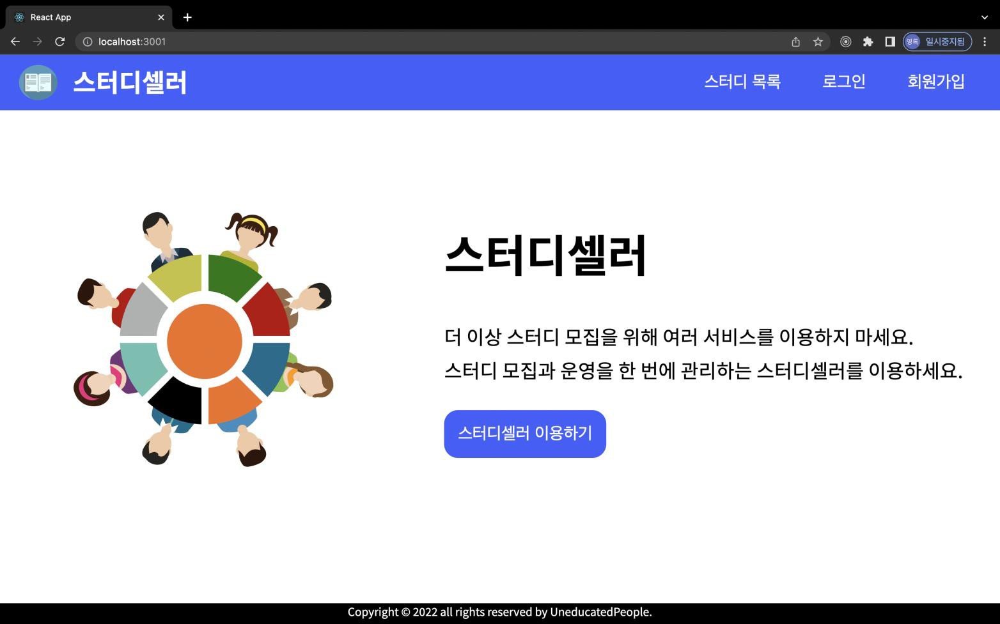 React App
localhost:3001
영록 일시중지됨
스터디셀러
스터디 목록 로그인 회원가입
스터디셀러
더 이상 스터디 모집을 위해 여러 서비스를 이용하지 마세요.
스터디 모집과 운영을 한 번에 관리하는 스터디셀러를 이용하세요.
스터디셀러 이용하기
Copyright © 2022 all rights reserved by UneducatedPeople.